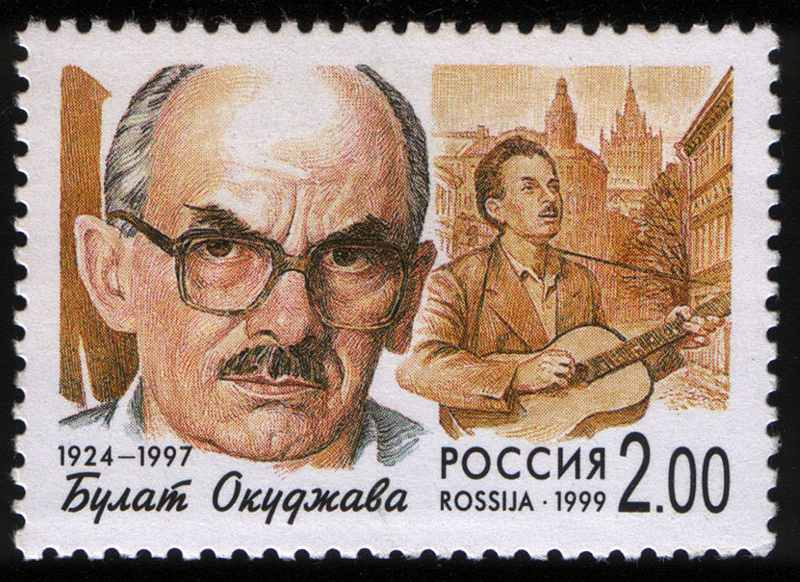 1924–1997
Булат Окуджава
РОССИЯ
ROSSIJA · 1999
2.00